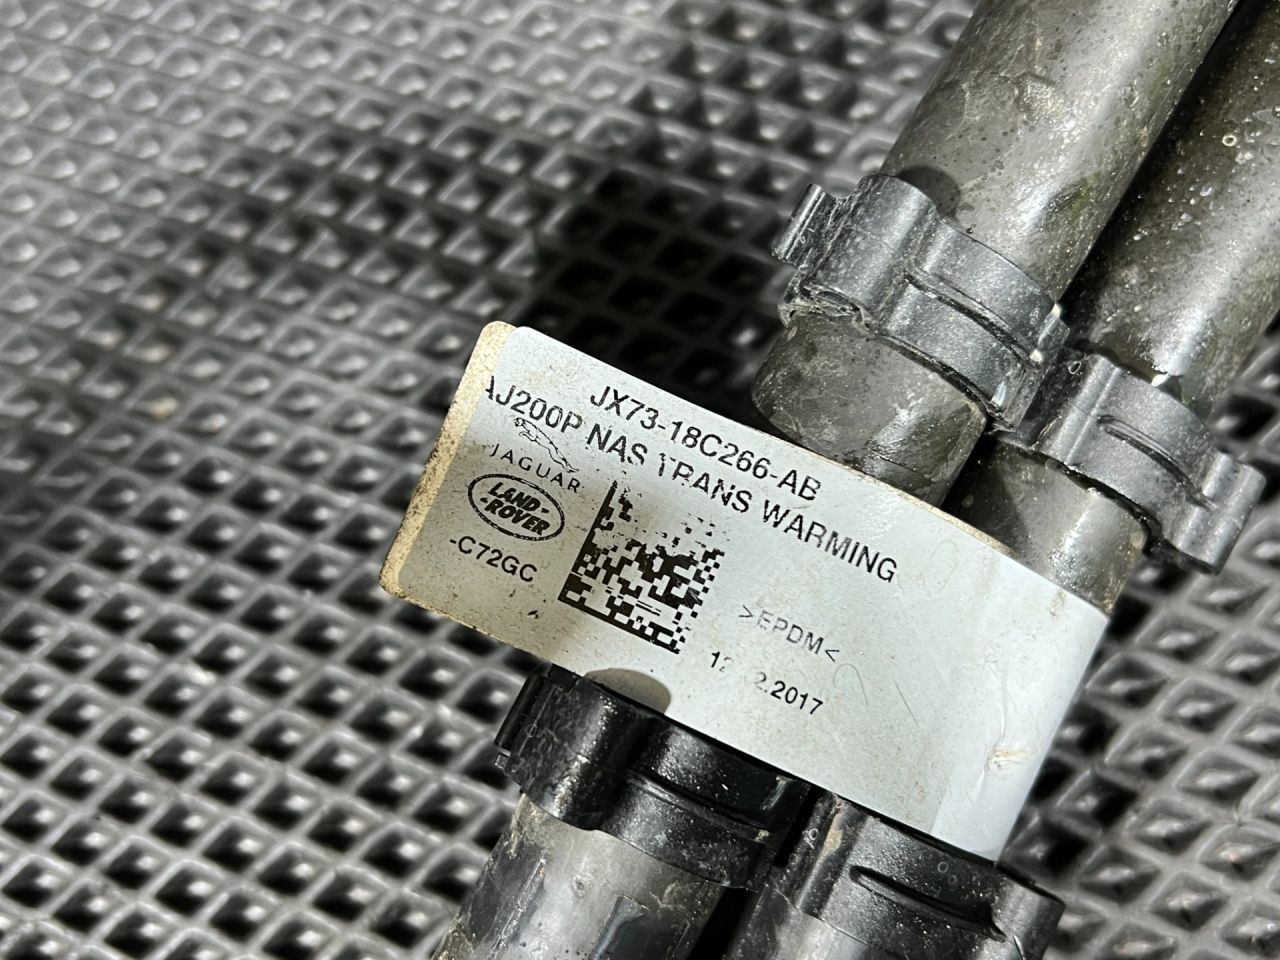 JX73-18C266-AB
AJ200P NAS TRANS WARMING
JAGUAR
LAND-
-ROVER
-C72GC
>EPDM<
2.2017